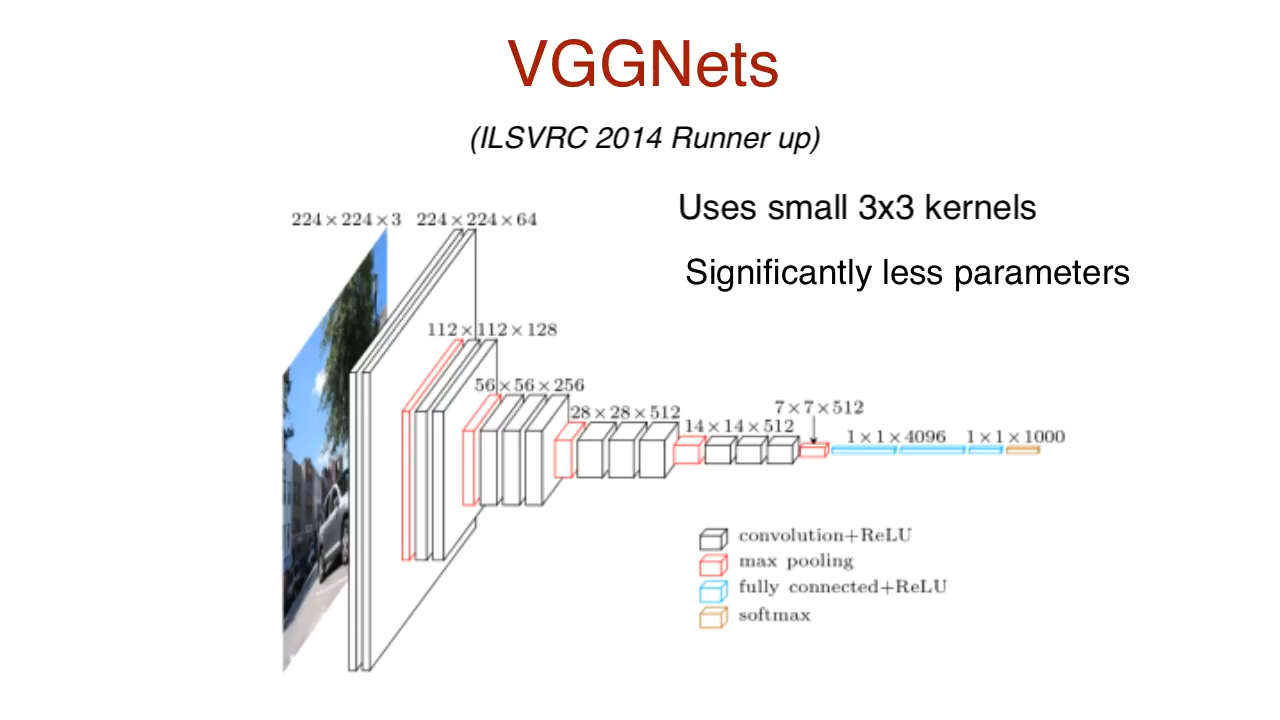 VGGNets
(ILSVRC 2014 Runner up)
Uses small 3x3 kernels
Significantly less parameters
224×224×3 224×224×64
112×112×128
56×56×256
28×28×512
14×14×512
7×7×512
1×1×4096 1×1×1000
convolution+ReLU
max pooling
fully connected+ReLU
softmax